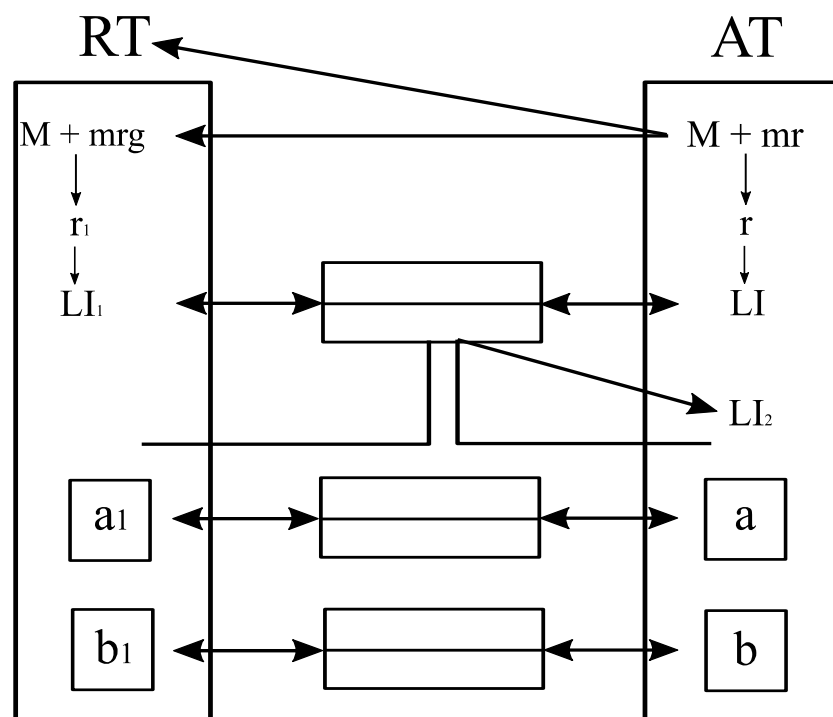 RT AT
M + mrg M + mr
r₁ r
LI₁ LI
LI₂
a₁ a
b₁ b